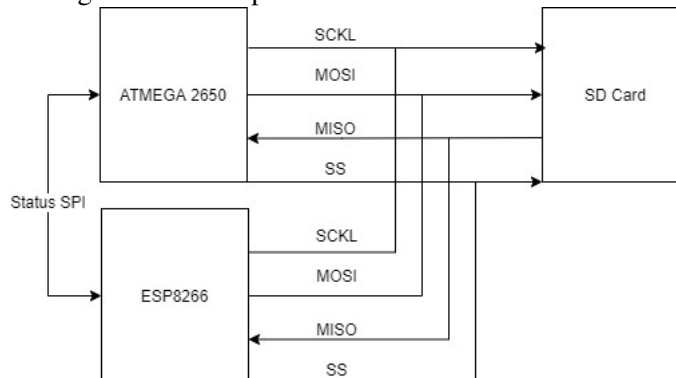 SCKL
MOSI
ATMEGA 2650
SD Card
MISO
SS
Status SPI
SCKL
MOSI
ESP8266
MISO
SS